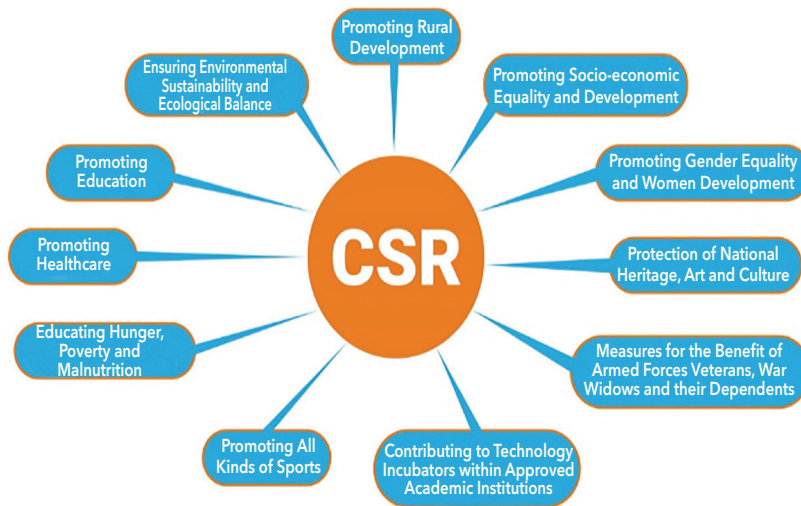 Promoting Rural
Development
Ensuring Environmental
Sustainability and
Ecological Balance
Promoting Socio-economic
Equality and Development
Promoting
Education
Promoting Gender Equality
and Women Development
CSR
Promoting
Healthcare
Protection of National
Heritage, Art and Culture
Educating Hunger,
Poverty and
Malnutrition
Measures for the Benefit of
Armed Forces Veterans, War
Widows and their Dependents
Promoting All
Kinds of Sports
Contributing to Technology
Incubators within Approved
Academic Institutions